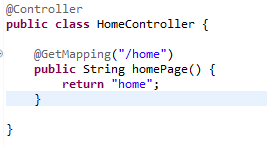 @Controller
public class HomeController {
@GetMapping("/home")
public String homePage() {
return "home";
}
}